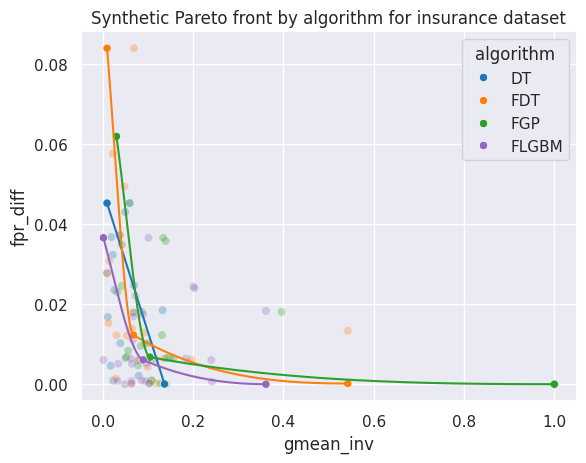 Synthetic Pareto front by algorithm for insurance dataset
algorithm
DT
FDT
FGP
FLGBM
fpr_diff
0.08
0.06
0.04
0.02
0.00
0.0 0.2 0.4 0.6 0.8 1.0
gmean_inv